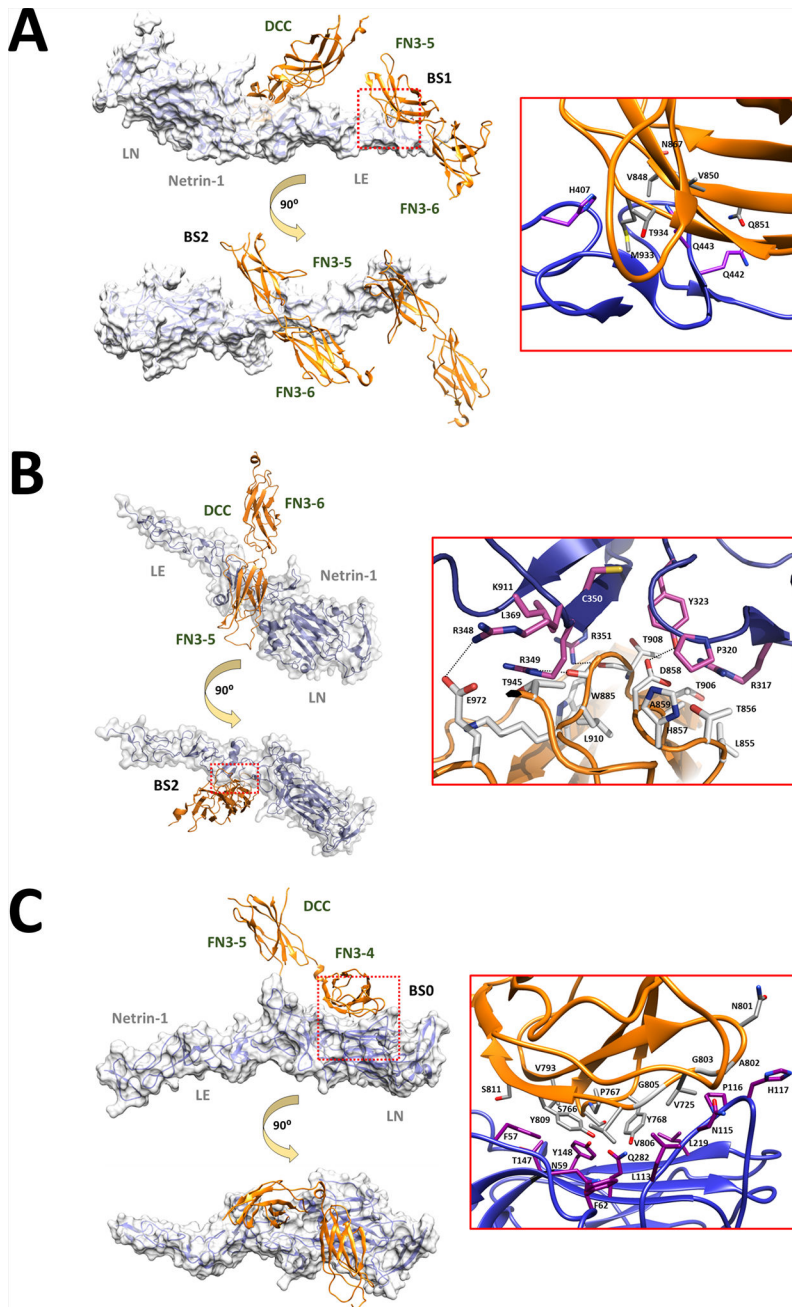 A
DCC
FN3-5
BS1
LN
Netrin-1
LE
FN3-6
90º
BS2
FN3-5
FN3-6
N867
V848
V850
H407
T934
Q851
Q443
M933
Q442
B
DCC
FN3-6
LE
Netrin-1
FN3-5
LN
90º
BS2
K911
C350
Y323
L369
R348
R351
T908
P320
R349
D858
T945
T906
R317
E972
W885
A859
T856
L910
H857
L855
C
DCC
FN3-5
FN3-4
BS0
Netrin-1
LE
LN
90º
N801
G803
A802
V793
P767
G805
P116
S811
S766
V725
H117
Y809
Y768
N115
F57
Y148
V806
L219
T147
N59
Q282
L113
F62